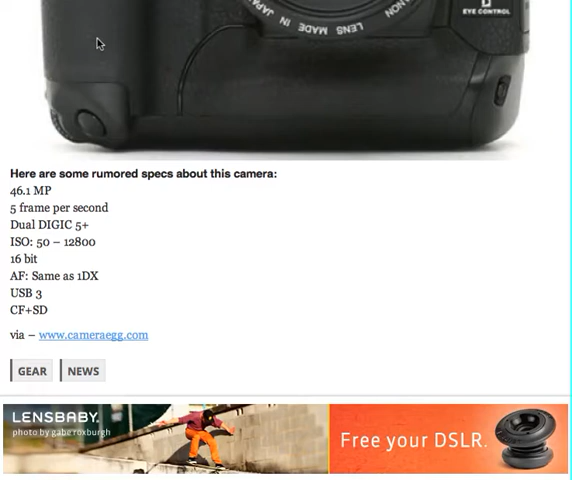 EYE CONTROL
LENS MADE IN JAPAN
CANON
Here are some rumored specs about this camera:
46.1 MP
5 frame per second
Dual DIGIC 5+
ISO: 50 – 12800
16 bit
AF: Same as 1DX
USB 3
CF+SD
via – www.cameraegg.com
GEAR
NEWS
LENSBABY.
photo by gabe roxburgh
Free your DSLR.